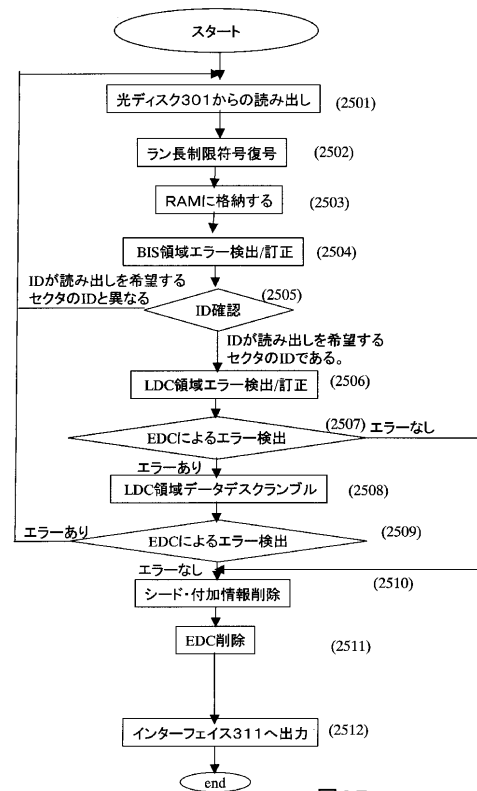 スタート
光ディスク301からの読み出し
(2501)
ラン長制限符号復号
(2502)
RAMに格納する
(2503)
BIS領域エラー検出/訂正
(2504)
IDが読み出しを希望する
セクタのIDと異なる
(2505)
ID確認
IDが読み出しを希望する
セクタのIDである。
LDC領域エラー検出/訂正
(2506)
(2507)
エラーなし
EDCによるエラー検出
エラーあり
LDC領域データデスクランブル
(2508)
エラーあり
(2509)
EDCによるエラー検出
エラーなし
(2510)
シード・付加情報削除
EDC削除
(2511)
インターフェイス311へ出力
(2512)
end